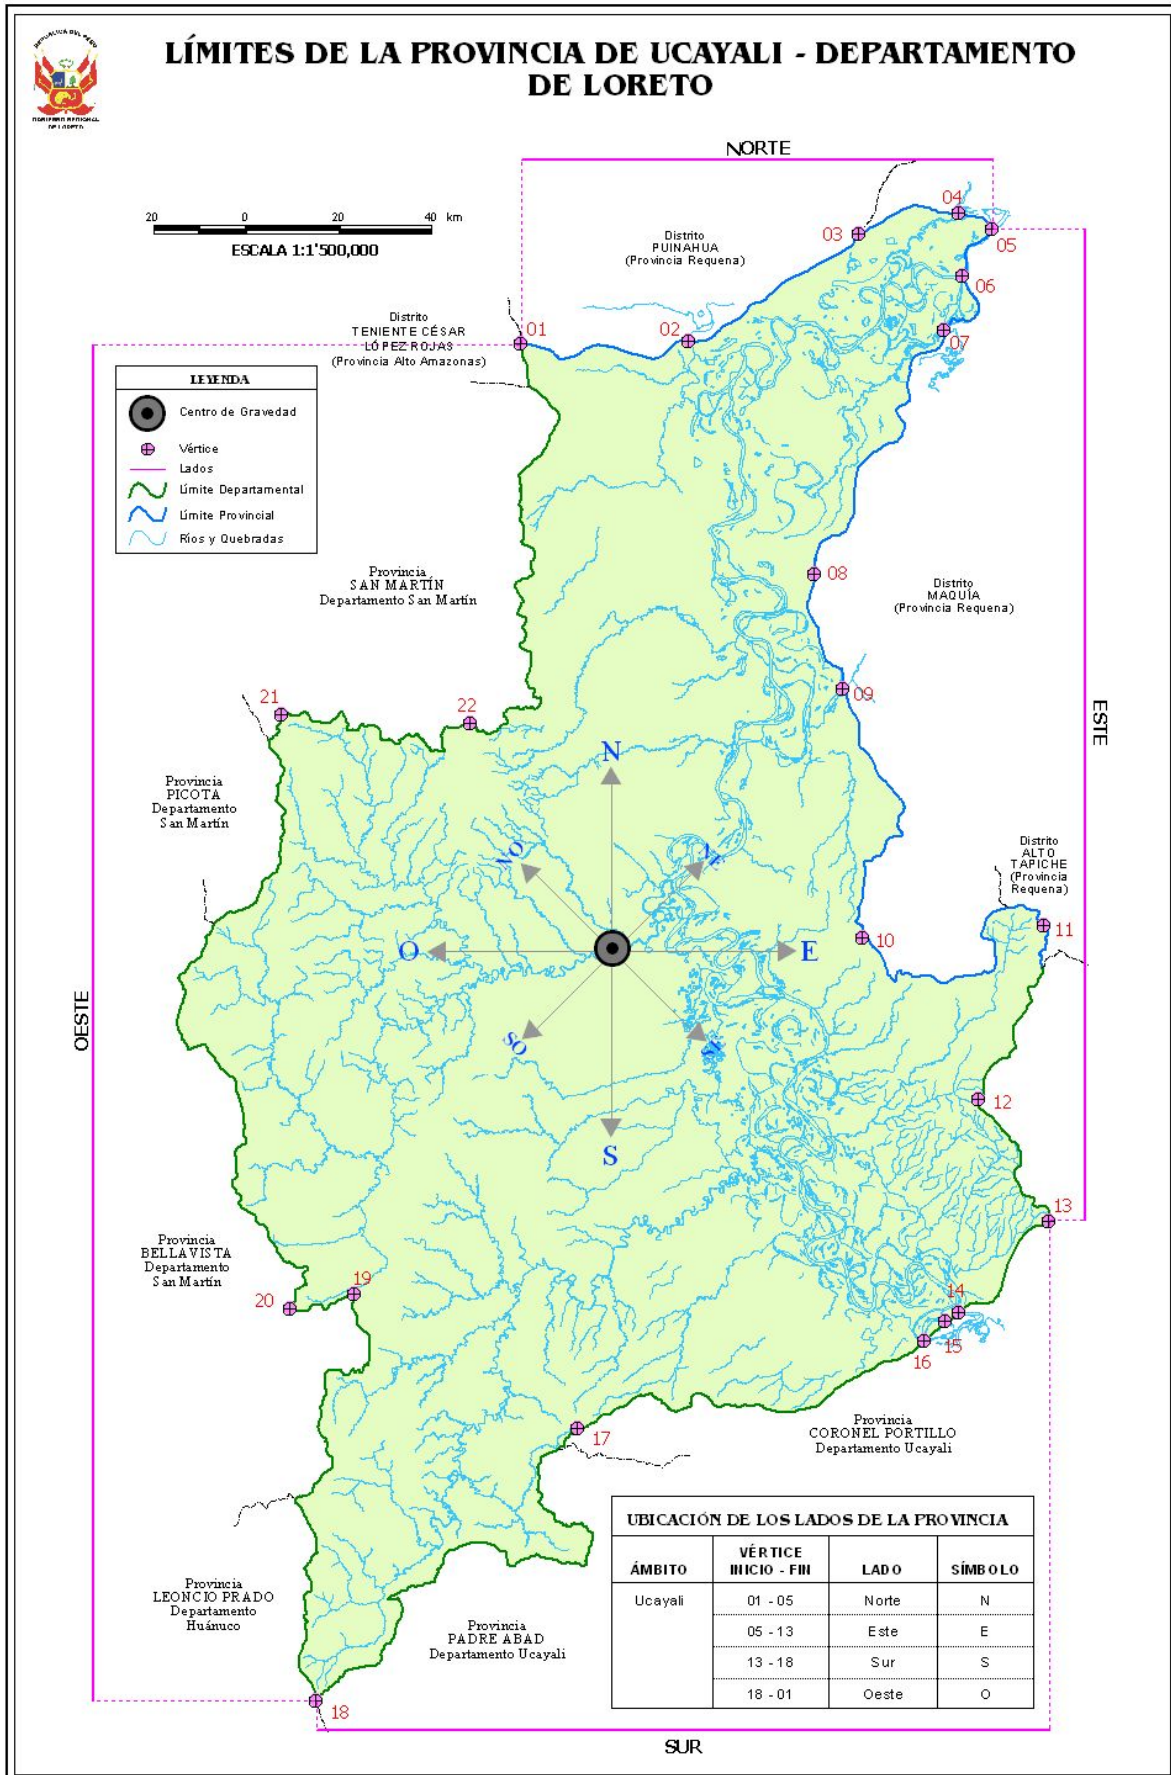 REPUBLICA DEL PERU
GOBIERNO REGIONAL
DE LORETO
LÍMITES DE LA PROVINCIA DE UCAYALI - DEPARTAMENTO
DE LORETO
NORTE
20 0 20 40 km
ESCALA 1:1'500,000
Distrito
PUINAHUA
(Provincia Requena)
03
04
05
06
07
Distrito
TENIENTE CÉSAR
LÓPEZ ROJAS
(Provincia Alto Amazonas)
01
02
LEYENDA
Centro de Gravedad
Vértice
Lados
Límite Departamental
Límite Provincial
Ríos y Quebradas
Provincia
SAN MARTÍN
Departamento San Martín
08
Distrito
MAQUÍA
(Provincia Requena)
09
ESTE
21
22
Provincia
PICOTA
Departamento
San Martín
N
NO
NE
O
E
SO
SE
S
Distrito
ALTO
TAPICHE
(Provincia
Requena)
10
11
OESTE
12
13
Provincia
BELLAVISTA
Departamento
San Martín
19
20
14
15
16
17
Provincia
CORONEL PORTILLO
Departamento Ucayali
Provincia
LEONCIO PRADO
Departamento
Huánuco
Provincia
PADRE ABAD
Departamento Ucayali
18
UBICACIÓN DE LOS LADOS DE LA PROVINCIA
ÁMBITO VÉRTICE INICIO - FIN LADO SÍMBOLO
Ucayali 01 - 05 Norte N
05 - 13 Este E
13 - 18 Sur S
18 - 01 Oeste O
SUR